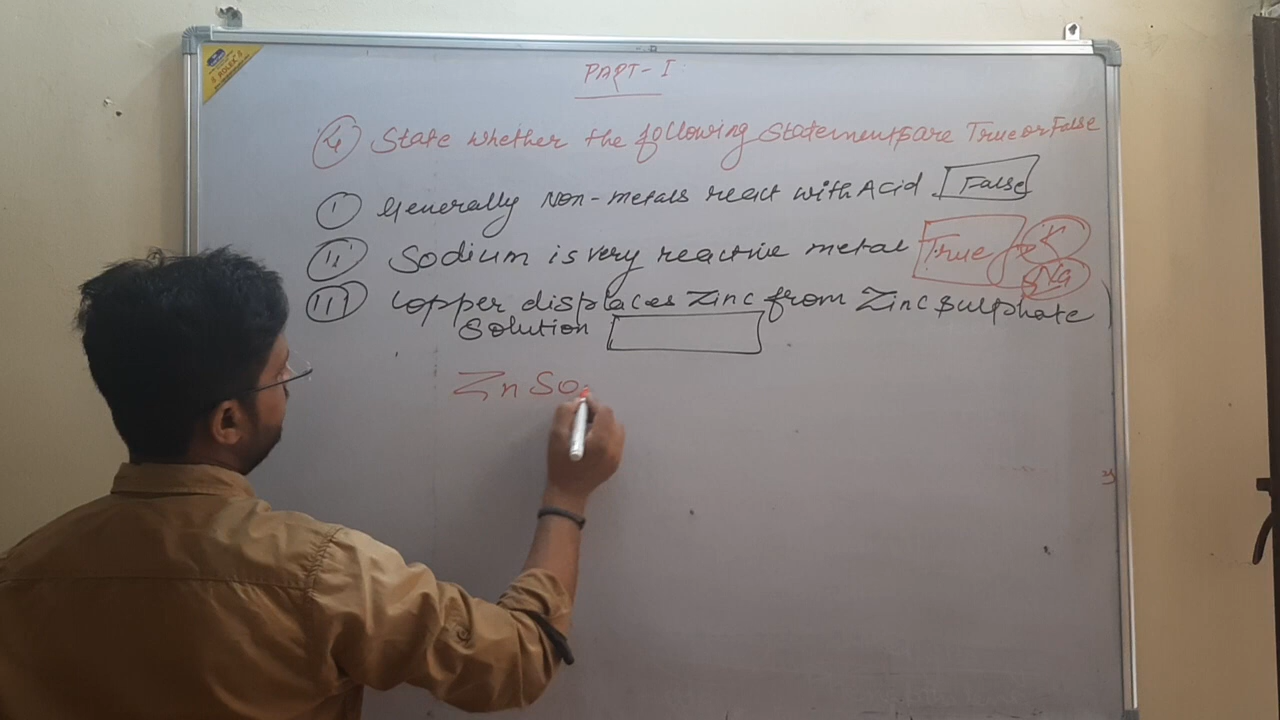 PART-I
4 State whether the following statements are True or False
I Generally Non-metals react with Acid False
II Sodium is very reactive metal True K
Na
III Copper displaces Zinc from Zinc sulphate
Solution
ZnSO